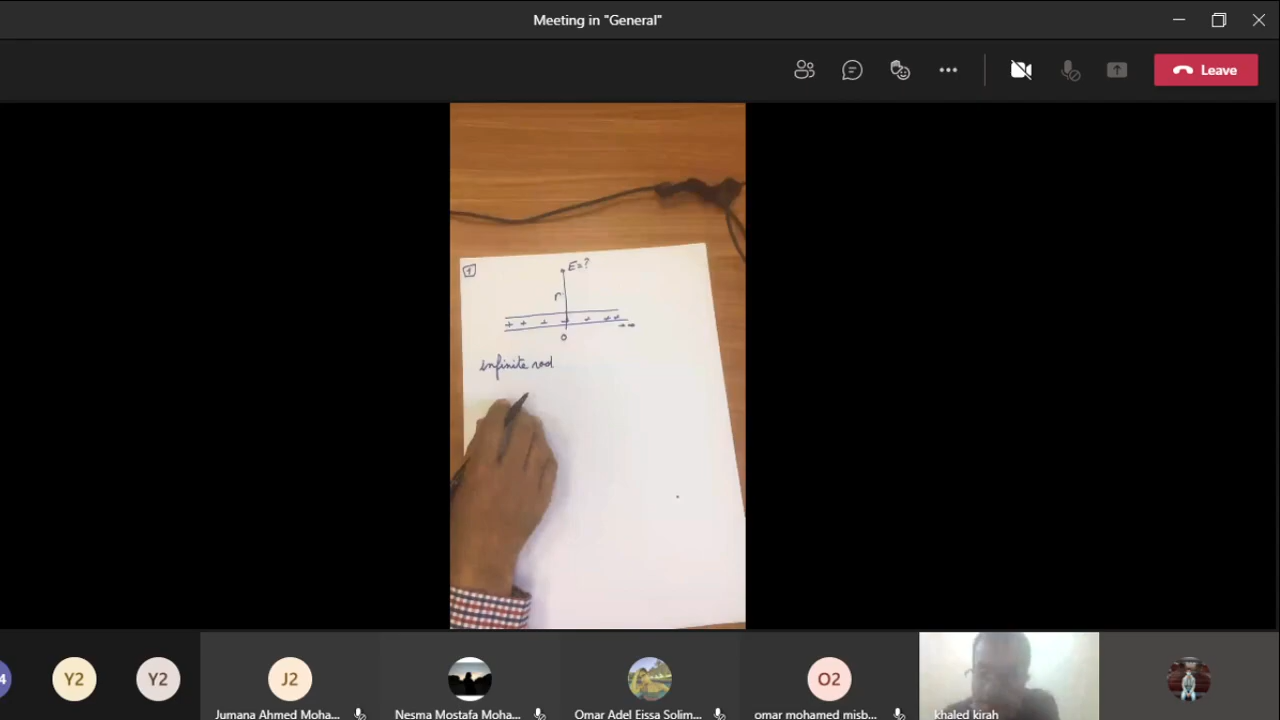 Meeting in "General"
Leave
1
E=?
r
+ + + + + + +
o
infinite rod
4
Y2
Y2
J2
O2
Jumana Ahmed Moha...
Nesma Mostafa Moha...
Omar Adel Eissa Solim...
omar mohamed misb...
khaled kirah